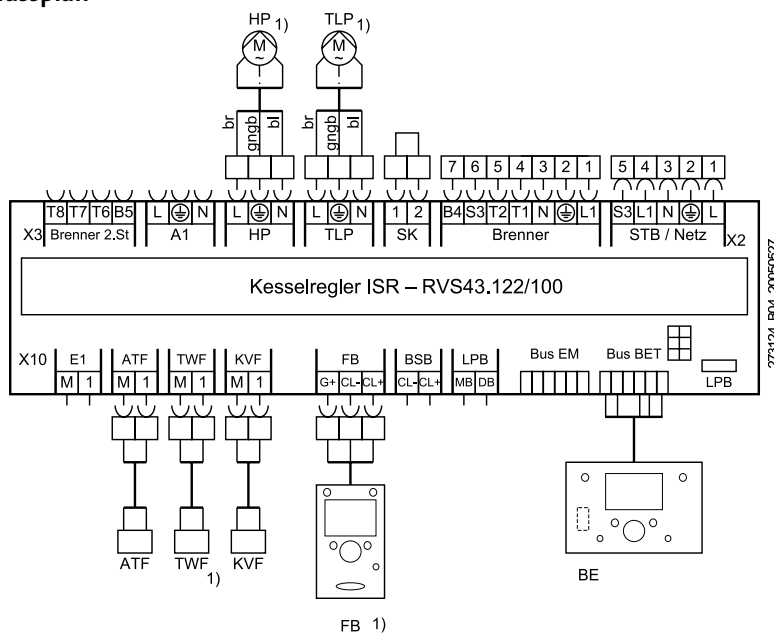 HP 1) TLP 1)
M ~ M ~
br gngb bl br gngb bl
7 6 5 4 3 2 1 5 4 3 2 1
T8 T7 T6 B5 L N L N L N 1 2 B4 S3 T2 T1 N L1 S3 L1 N L
X3 Brenner 2.St A1 HP TLP SK Brenner STB / Netz X2
Kesselregler ISR – RVS43.122/100
X10 E1 ATF TWF KVF FB BSB LPB Bus EM Bus BET
M 1 M 1 M 1 M 1 G+ CL- CL+ CL- CL+ MB DB LPB
ATF TWF 1) KVF
BE
FB 1)